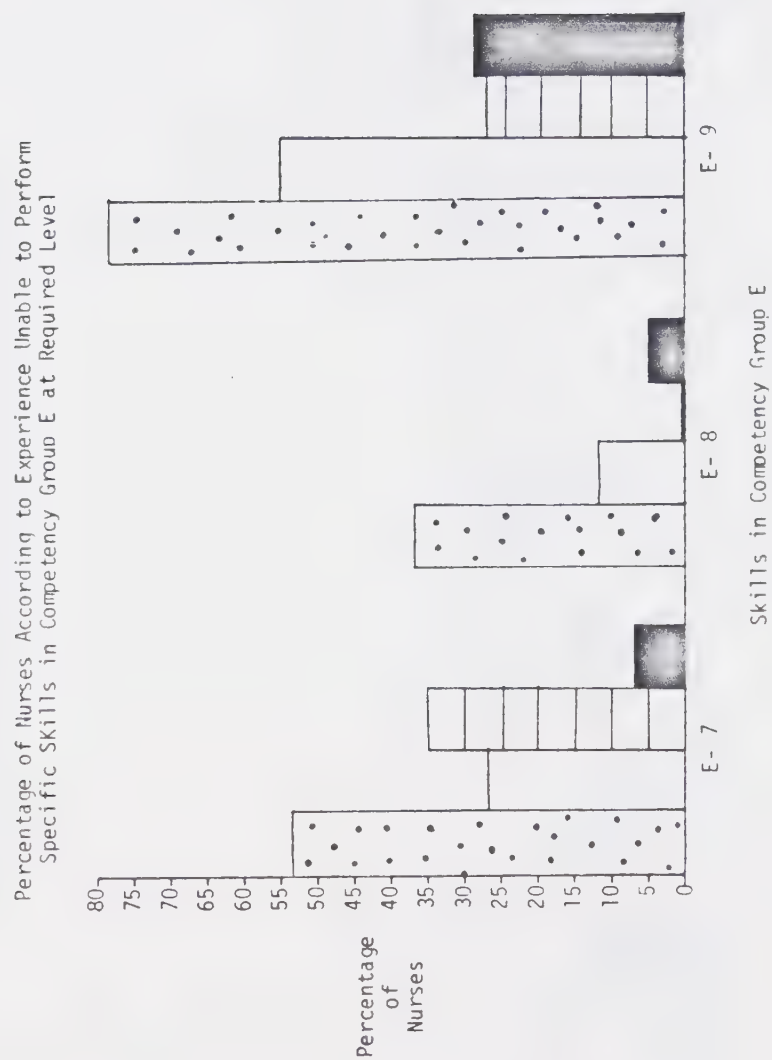 Percentage of Nurses According to Experience Unable to Perform
Specific Skills in Competency Group E at Required Level
80
75
70
65
60
55
50
45
40
35
30
25
20
15
10
5
0
Percentage
of
Nurses
E- 7
E- 8
E- 9
Skills in Competency Group E